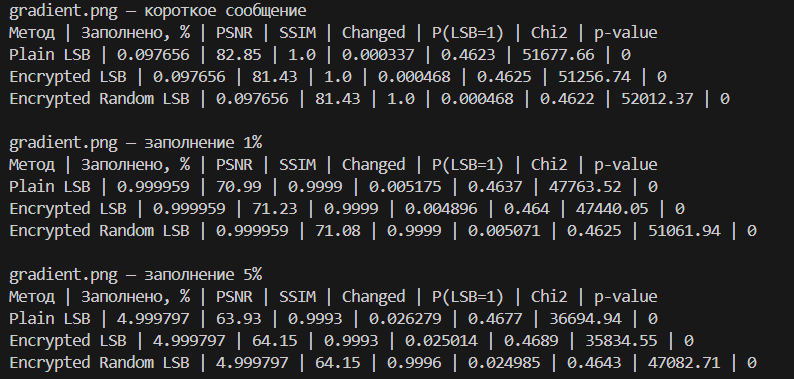 gradient.png — короткое сообщение
Метод | Заполнено, % | PSNR | SSIM | Changed | P(LSB=1) | Chi2 | p-value
Plain LSB | 0.097656 | 82.85 | 1.0 | 0.000337 | 0.4623 | 51677.66 | 0
Encrypted LSB | 0.097656 | 81.43 | 1.0 | 0.000468 | 0.4625 | 51256.74 | 0
Encrypted Random LSB | 0.097656 | 81.43 | 1.0 | 0.000468 | 0.4622 | 52012.37 | 0
gradient.png — заполнение 1%
Метод | Заполнено, % | PSNR | SSIM | Changed | P(LSB=1) | Chi2 | p-value
Plain LSB | 0.999959 | 70.99 | 0.9999 | 0.005175 | 0.4637 | 47763.52 | 0
Encrypted LSB | 0.999959 | 71.23 | 0.9999 | 0.004896 | 0.464 | 47440.05 | 0
Encrypted Random LSB | 0.999959 | 71.08 | 0.9999 | 0.005071 | 0.4625 | 51061.94 | 0
gradient.png — заполнение 5%
Метод | Заполнено, % | PSNR | SSIM | Changed | P(LSB=1) | Chi2 | p-value
Plain LSB | 4.999797 | 63.93 | 0.9993 | 0.026279 | 0.4677 | 36694.94 | 0
Encrypted LSB | 4.999797 | 64.15 | 0.9993 | 0.025014 | 0.4689 | 35834.55 | 0
Encrypted Random LSB | 4.999797 | 64.15 | 0.9996 | 0.024985 | 0.4643 | 47082.71 | 0